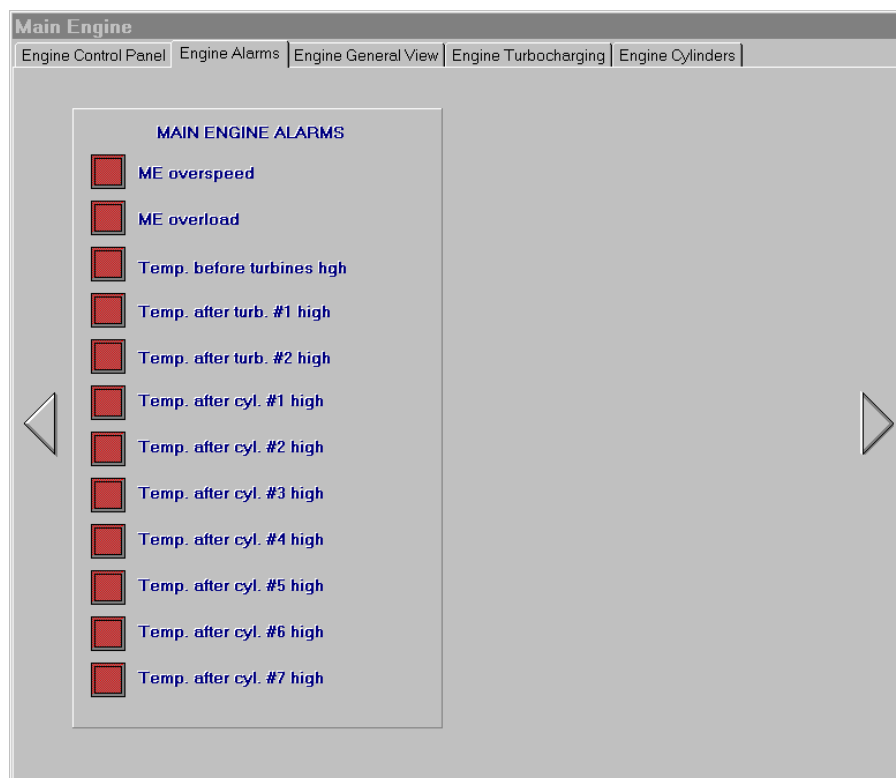 Main Engine
Engine Control Panel Engine Alarms Engine General View Engine Turbocharging Engine Cylinders
MAIN ENGINE ALARMS
ME overspeed
ME overload
Temp. before turbines hgh
Temp. after turb. #1 high
Temp. after turb. #2 high
Temp. after cyl. #1 high
Temp. after cyl. #2 high
Temp. after cyl. #3 high
Temp. after cyl. #4 high
Temp. after cyl. #5 high
Temp. after cyl. #6 high
Temp. after cyl. #7 high